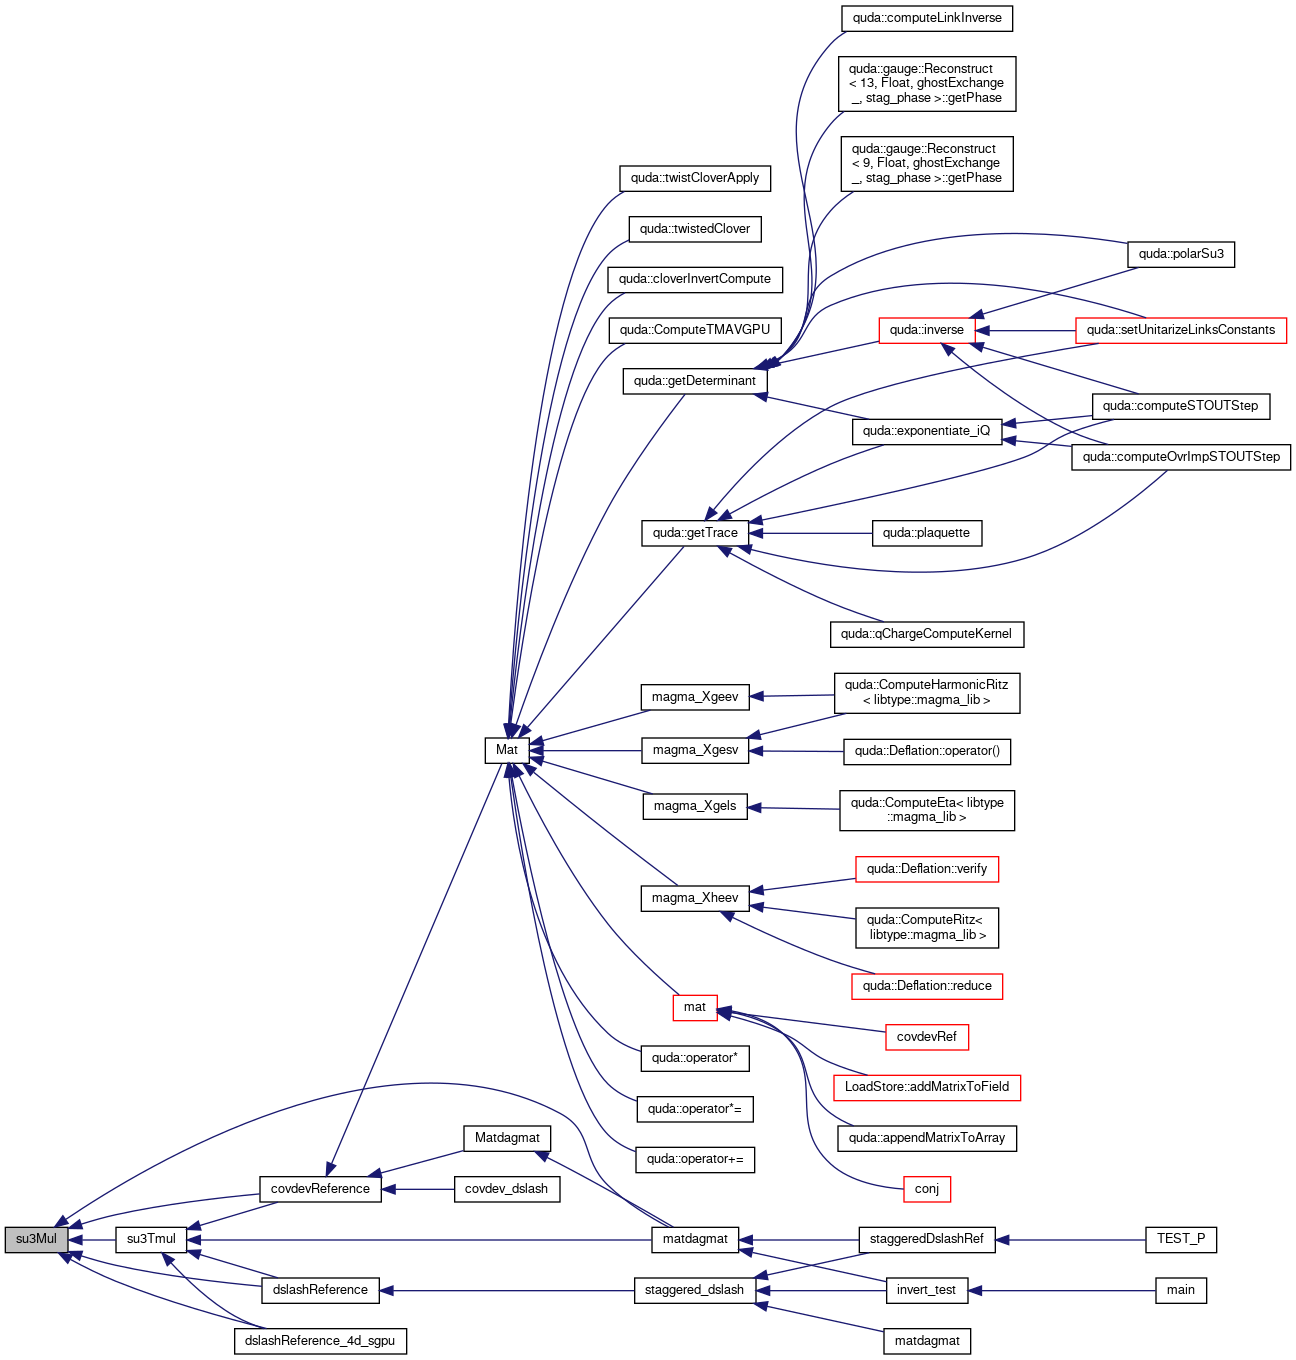 quda::computeLinkInverse
quda::gauge::Reconstruct
< 13, Float, ghostExchange
_, stag_phase >::getPhase
quda::gauge::Reconstruct
< 9, Float, ghostExchange
_, stag_phase >::getPhase
quda::twistCloverApply
quda::twistedClover
quda::polarSu3
quda::cloverInvertCompute
quda::ComputeTMAVGPU
quda::inverse
quda::setUnitarizeLinksConstants
quda::getDeterminant
quda::computeSTOUTStep
quda::exponentiate_iQ
quda::computeOvrImpSTOUTStep
quda::getTrace
quda::plaquette
quda::qChargeComputeKernel
magma_Xgeev
quda::ComputeHarmonicRitz
< libtype::magma_lib >
Mat
magma_Xgesv
quda::Deflation::operator()
magma_Xgels
quda::ComputeEta< libtype
::magma_lib >
quda::Deflation::verify
magma_Xheev
quda::ComputeRitz<
libtype::magma_lib >
quda::Deflation::reduce
mat
covdevRef
quda::operator*
LoadStore::addMatrixToField
quda::operator*=
Matdagmat
quda::appendMatrixToArray
quda::operator+=
covdevReference
covdev_dslash
conj
su3Mul
su3Tmul
matdagmat
staggeredDslashRef
TEST_P
dslashReference
staggered_dslash
invert_test
main
dslashReference_4d_sgpu
matdagmat